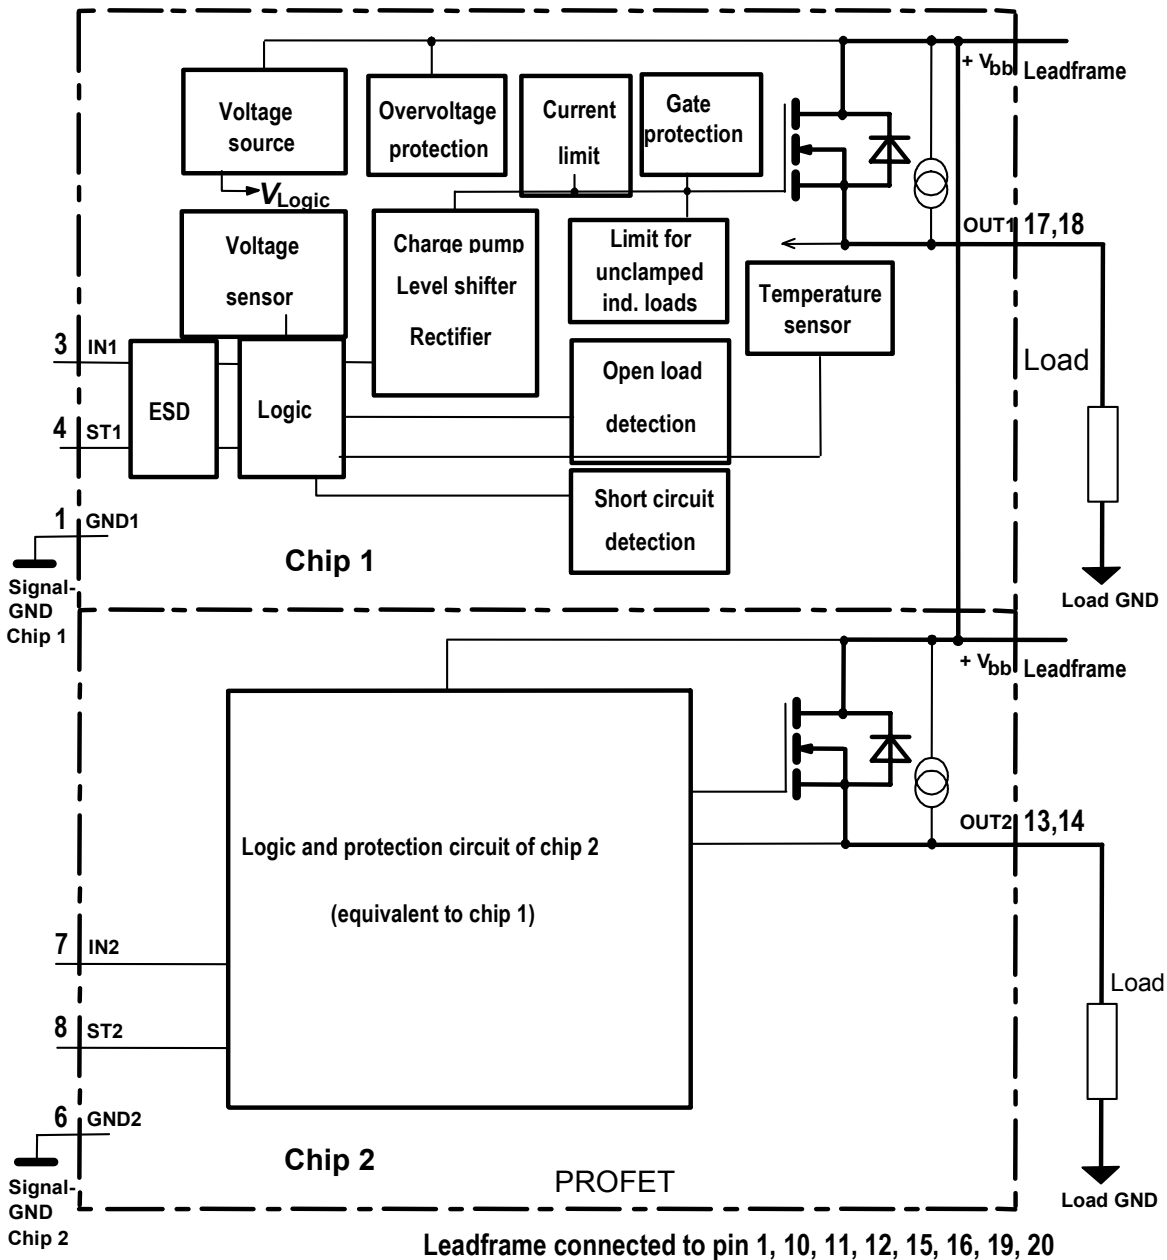 + Vbb Leadframe
Voltage source
Overvoltage protection
Current limit
Gate protection
VLogic
OUT1 17,18
Voltage sensor
Charge pump
Level shifter
Rectifier
Limit for unclamped ind. loads
Temperature sensor
3 IN1
ESD
Logic
Open load detection
Load
4 ST1
Short circuit detection
1 GND1
Chip 1
Signal-
GND
Chip 1
Load GND
+ Vbb Leadframe
OUT2 13,14
Logic and protection circuit of chip 2
(equivalent to chip 1)
7 IN2
Load
8 ST2
6 GND2
Chip 2
PROFET
Signal-
GND
Chip 2
Load GND
Leadframe connected to pin 1, 10, 11, 12, 15, 16, 19, 20